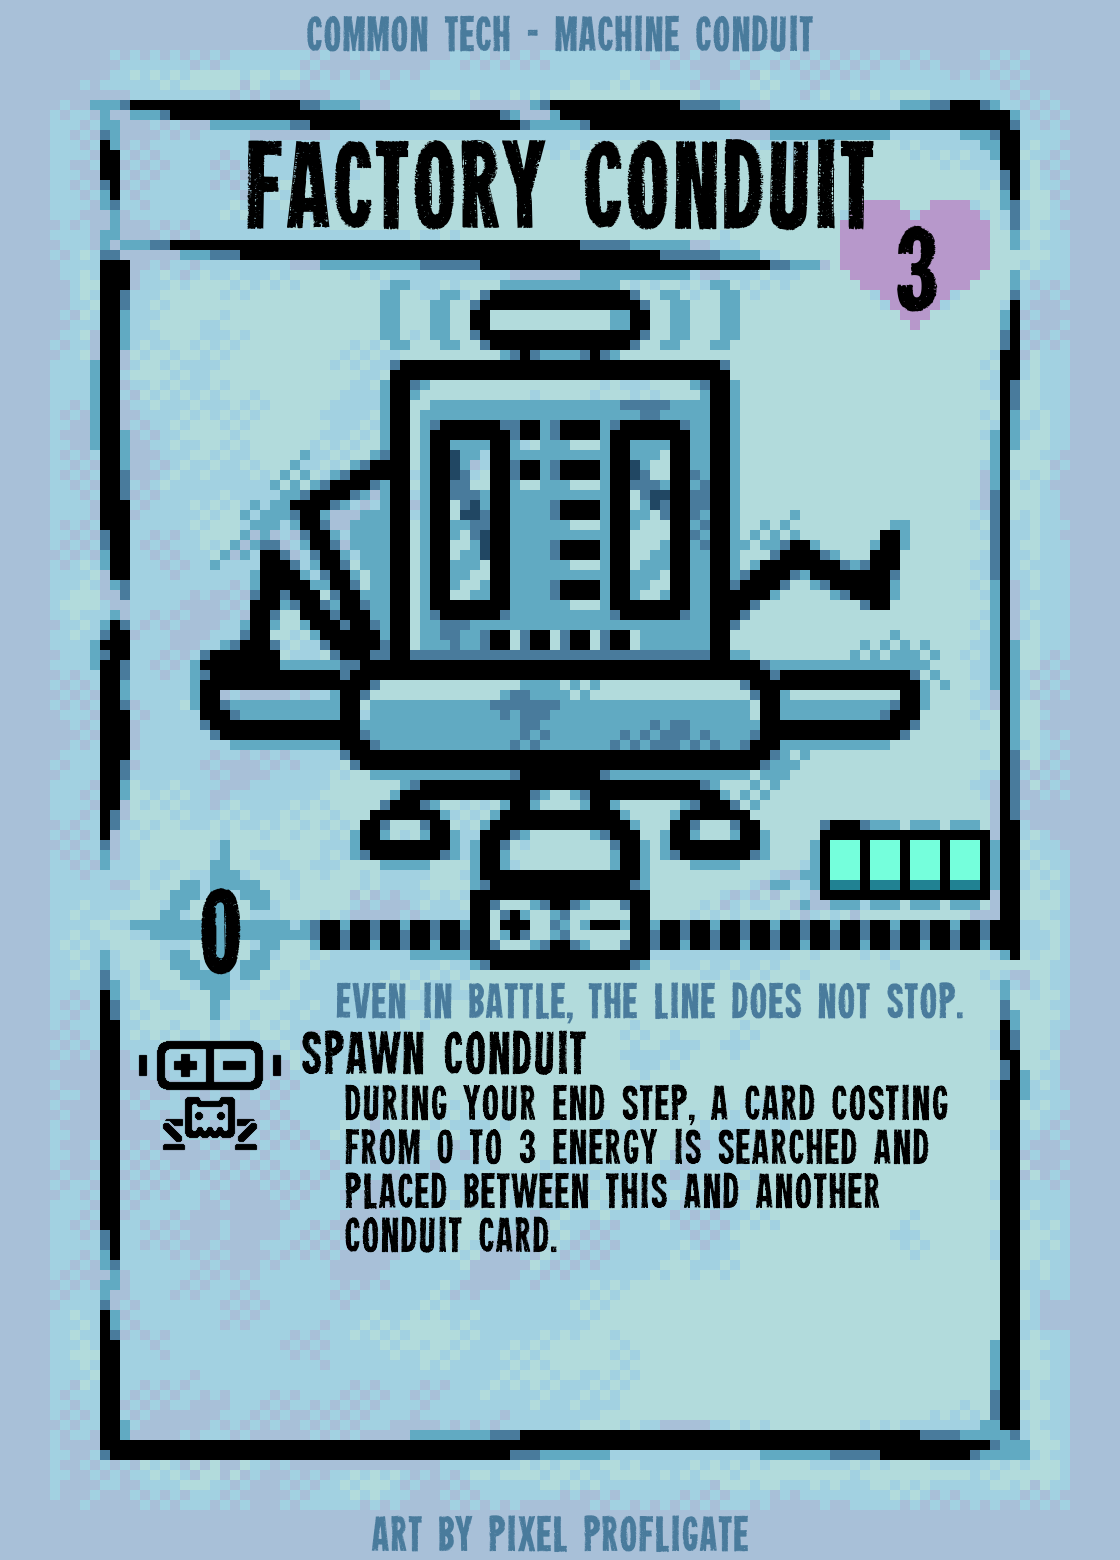 COMMON TECH - MACHINE CONDUIT
FACTORY CONDUIT
3
0
EVEN IN BATTLE, THE LINE DOES NOT STOP.
SPAWN CONDUIT
DURING YOUR END STEP, A CARD COSTING
FROM 0 TO 3 ENERGY IS SEARCHED AND
PLACED BETWEEN THIS AND ANOTHER
CONDUIT CARD.
ART BY PIXEL PROFLIGATE